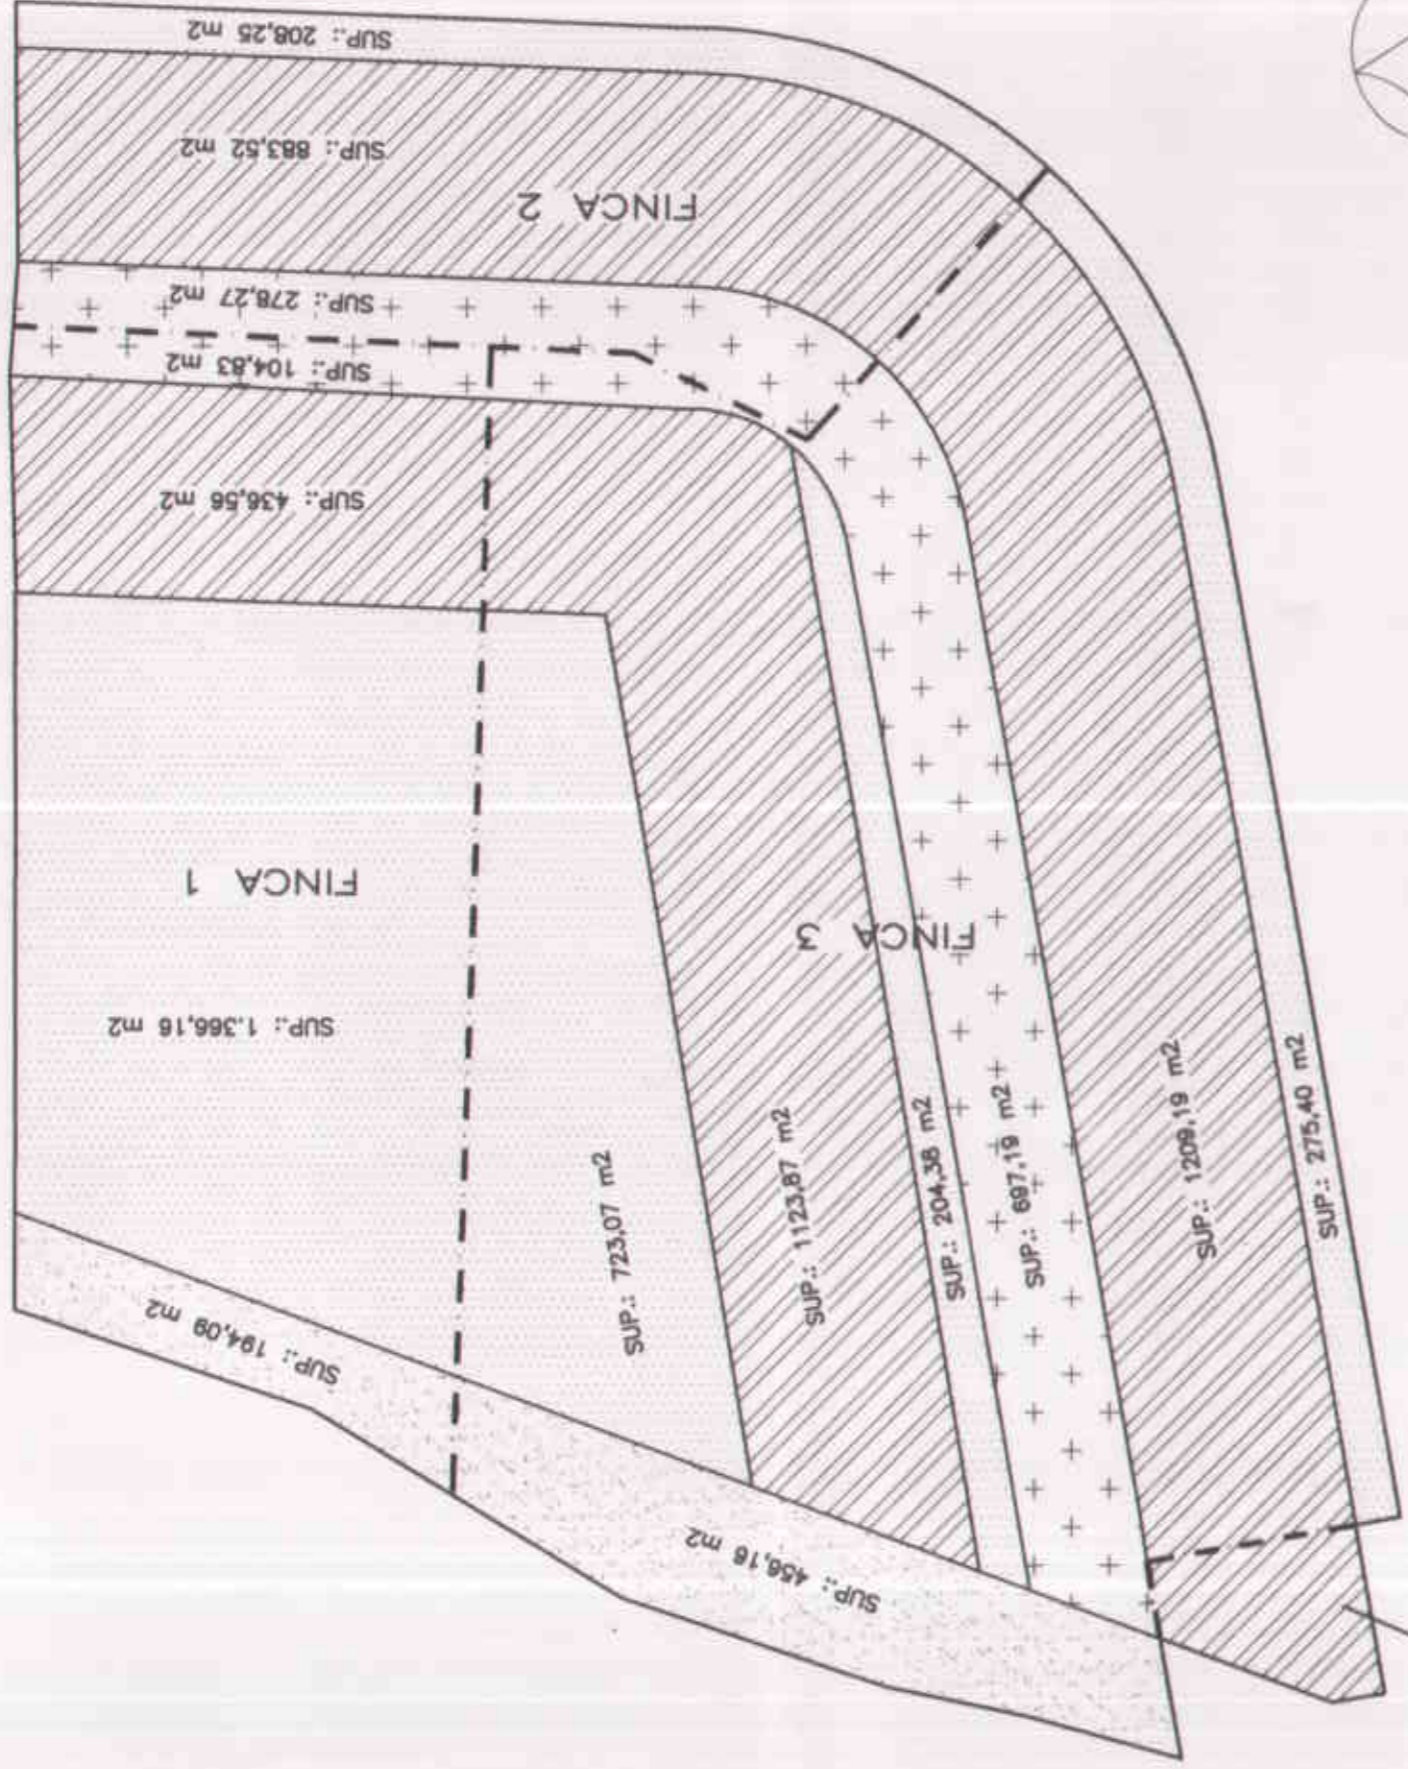 SUP.: 208,25 m2
SUP.: 883,52 m2
FINCA 2
SUP.: 278,27 m2
SUP.: 104,83 m2
SUP.: 436,56 m2
FINCA 1
SUP.: 1.366,16 m2
FINCA 3
SUP.: 723,07 m2
SUP.: 1123,87 m2
SUP.: 204,38 m2
SUP.: 697,19 m2
SUP.: 1209,19 m2
SUP.: 275,40 m2
SUP.: 194,09 m2
SUP.: 456,16 m2